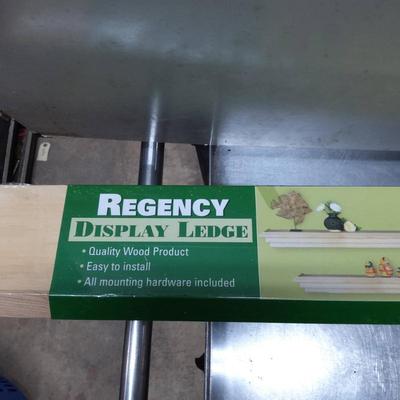 REGENCY
DISPLAY LEDGE
• Quality Wood Product
• Easy to install
• All mounting hardware included